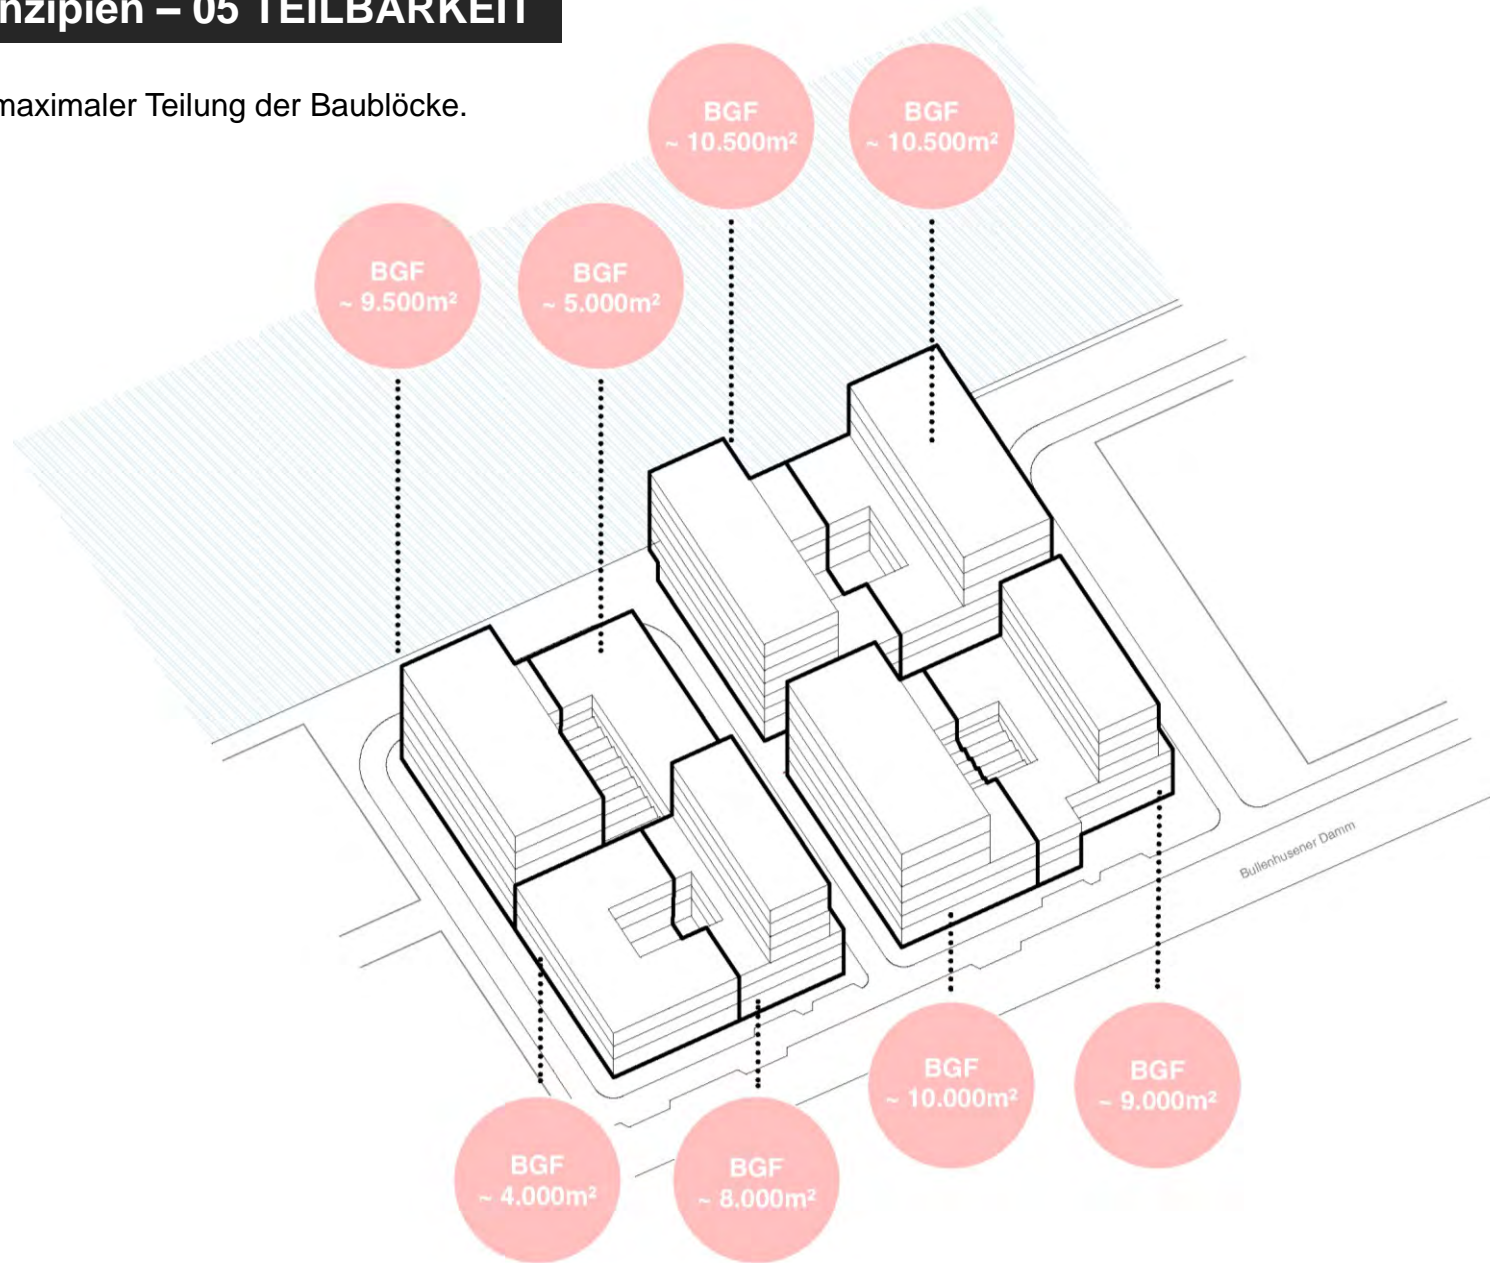 nzipien – 05 TEILBARKEIT
maximaler Teilung der Baublöcke.
BGF
~ 10.500m²
BGF
~ 10.500m²
BGF
~ 9.500m²
BGF
~ 5.000m²
Bullenhusener Damm
BGF
~ 10.000m²
BGF
~ 9.000m²
BGF
~ 4.000m²
BGF
~ 8.000m²